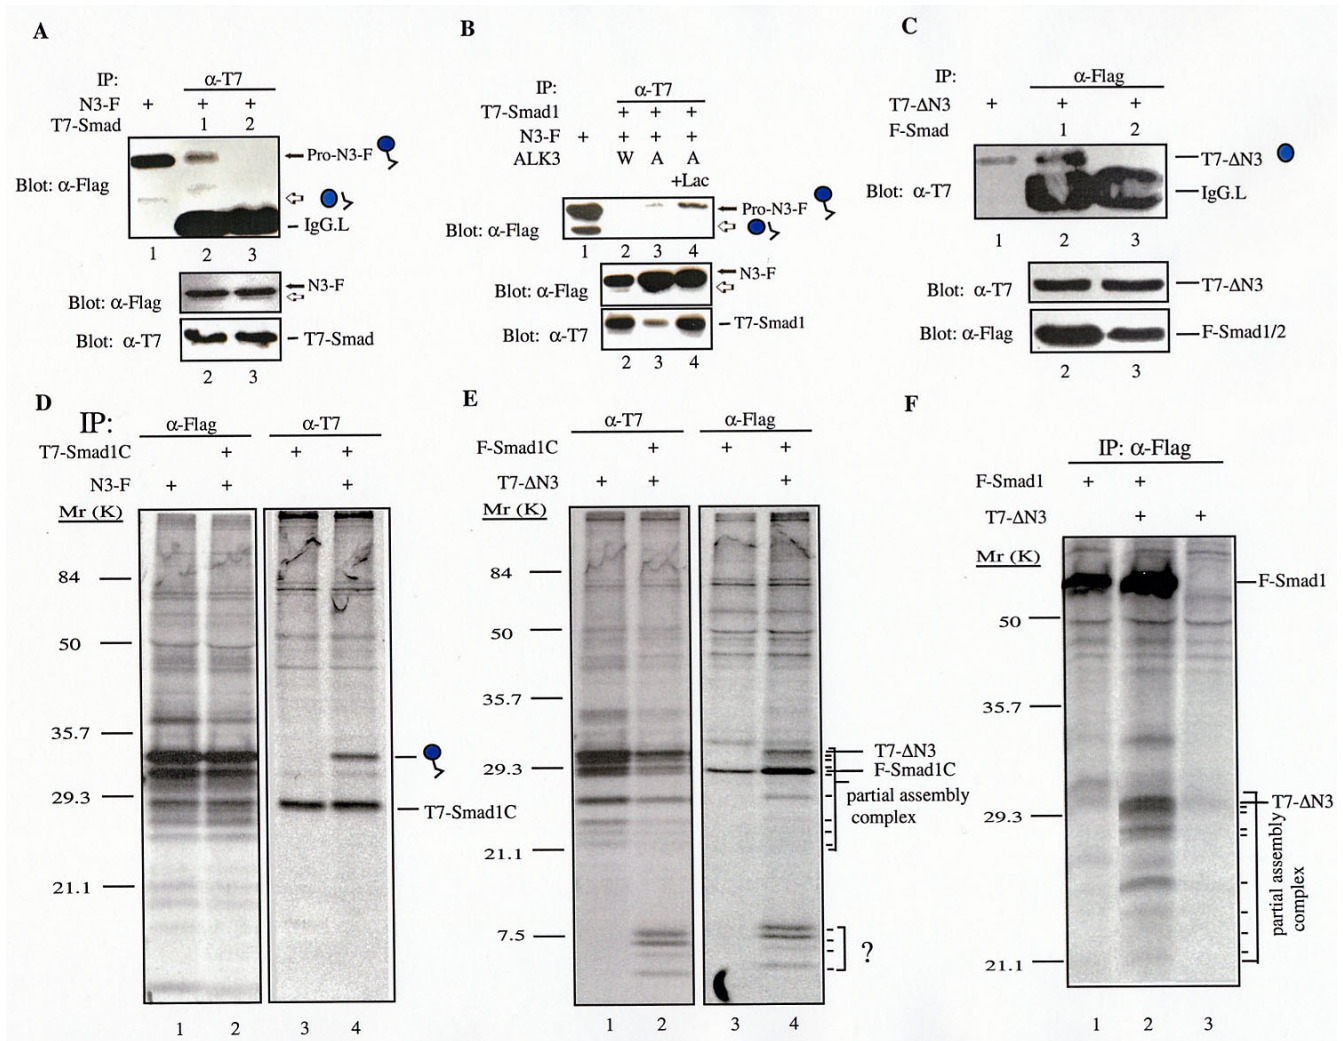 A
IP: α-T7
N3-F + + +
T7-Smad 1 2
Blot: α-Flag
Pro-N3-F
IgG.L
1 2 3
Blot: α-Flag
N3-F
Blot: α-T7
T7-Smad
2 3
B
IP: α-T7
T7-Smad1 + + +
N3-F + + + +
ALK3 W A A
+Lac
Blot: α-Flag
Pro-N3-F
1 2 3 4
Blot: α-Flag
N3-F
Blot: α-T7
T7-Smad1
2 3 4
C
IP: α-Flag
T7-ΔN3 + + +
F-Smad 1 2
Blot: α-T7
T7-ΔN3
IgG.L
1 2 3
Blot: α-T7
T7-ΔN3
Blot: α-Flag
F-Smad1/2
2 3
D
IP: α-Flag α-T7
T7-Smad1C + + +
N3-F + + +
Mr (K)
84
50
35.7
29.3
21.1
T7-Smad1C
1 2 3 4
E
α-T7 α-Flag
F-Smad1C + + +
T7-ΔN3 + + +
Mr (K)
84
50
35.7
29.3
21.1
7.5
T7-ΔN3
F-Smad1C
partial assembly
complex
?
1 2 3 4
F
IP: α-Flag
F-Smad1 + +
T7-ΔN3 + +
Mr (K)
50
35.7
29.3
21.1
F-Smad1
T7-ΔN3
partial assembly
complex
1 2 3